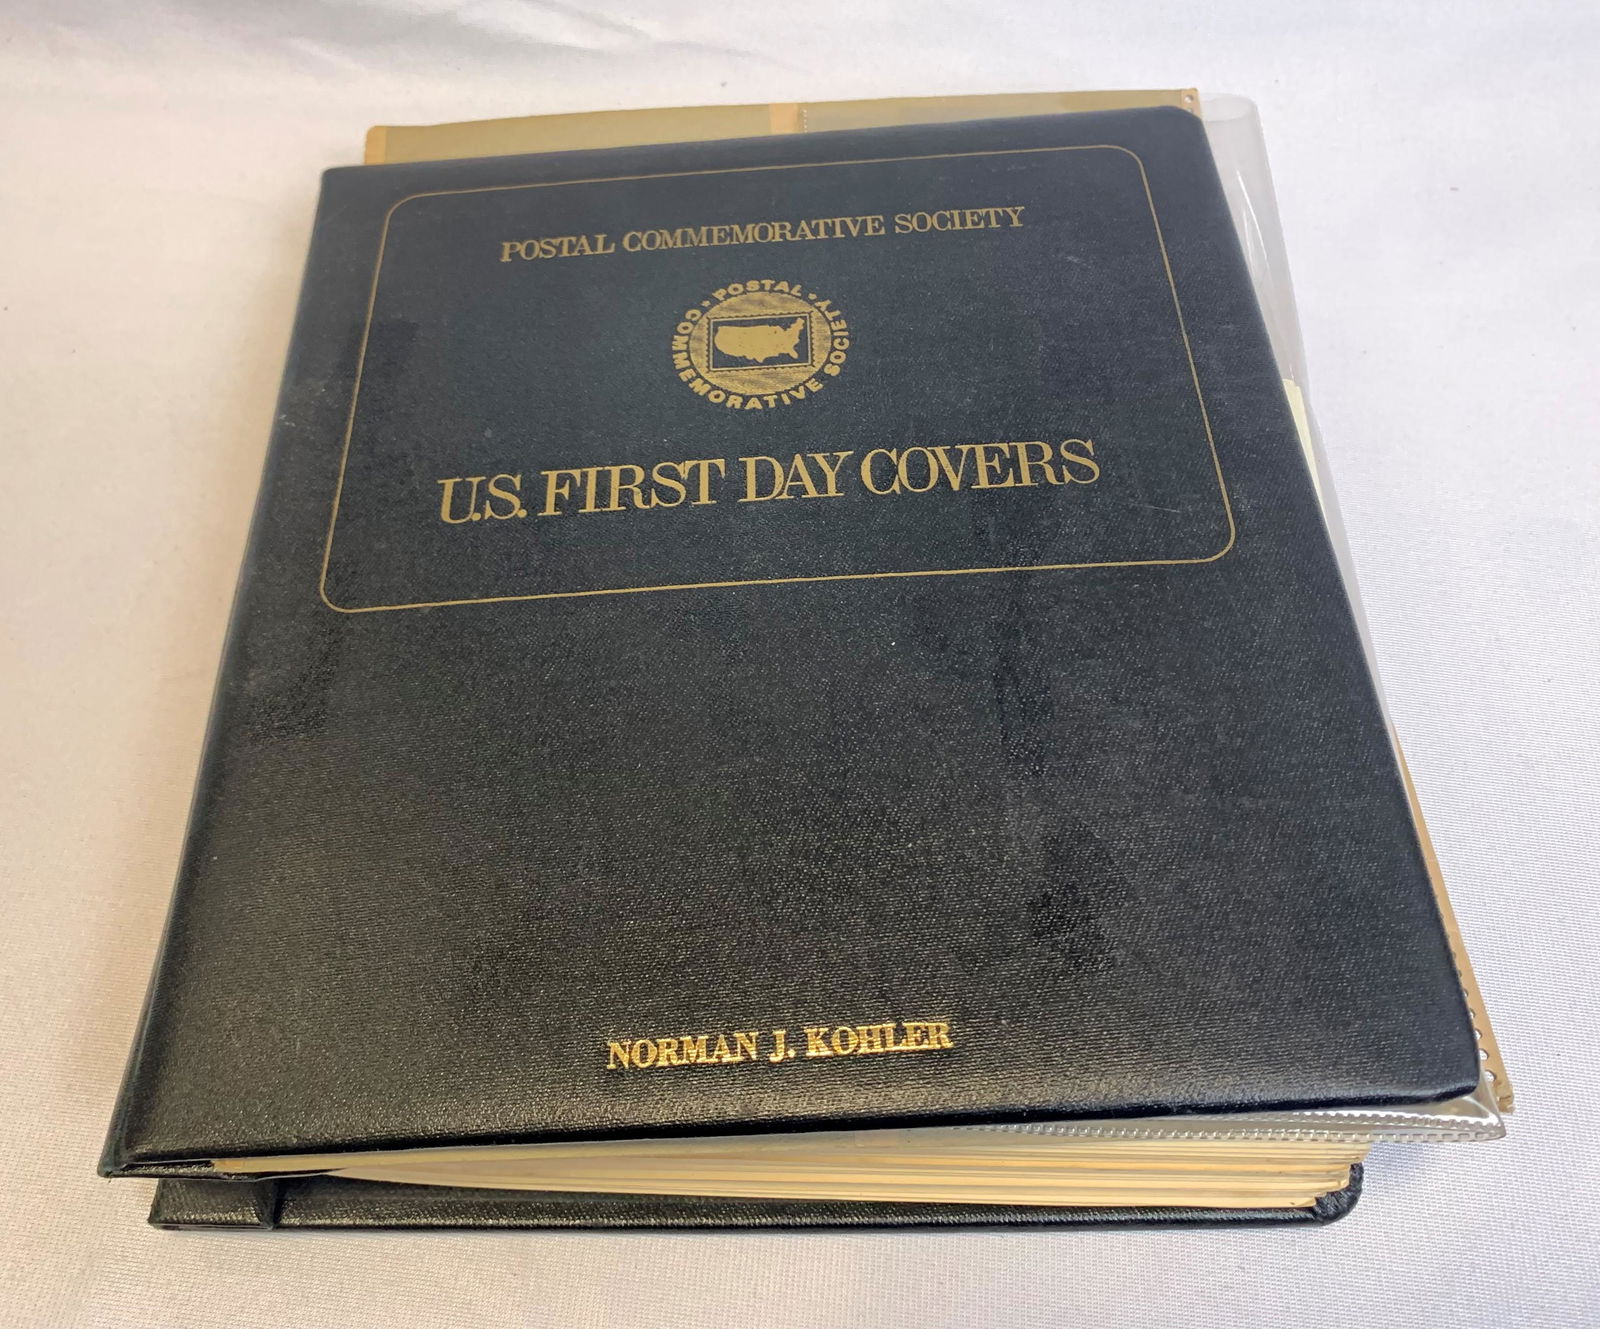 POSTAL COMMEMORATIVE SOCIETY
• POSTAL •
COMMEMORATIVE SOCIETY
U.S. FIRST DAY COVERS
NORMAN J. KOHLER